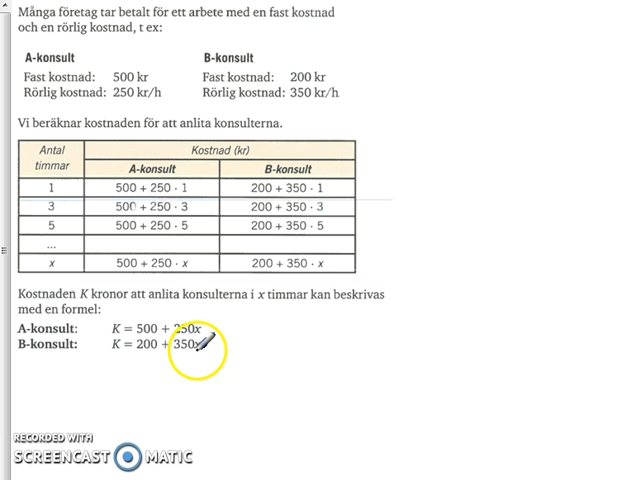 Många företag tar betalt för ett arbete med en fast kostnad
och en rörlig kostnad, t ex:
A-konsult B-konsult
Fast kostnad: 500 kr Fast kostnad: 200 kr
Rörlig kostnad: 250 kr/h Rörlig kostnad: 350 kr/h
Vi beräknar kostnaden för att anlita konsulterna.
Antal timmar Kostnad (kr)
A-konsult B-konsult
1 500 + 250 · 1 200 + 350 · 1
3 500 + 250 · 3 200 + 350 · 3
5 500 + 250 · 5 200 + 350 · 5
...
x 500 + 250 · x 200 + 350 · x
Kostnaden K kronor att anlita konsulterna i x timmar kan beskrivas
med en formel:
A-konsult: K = 500 + 250x
B-konsult: K = 200 + 350x
RECORDED WITH
SCREENCAST MATIC